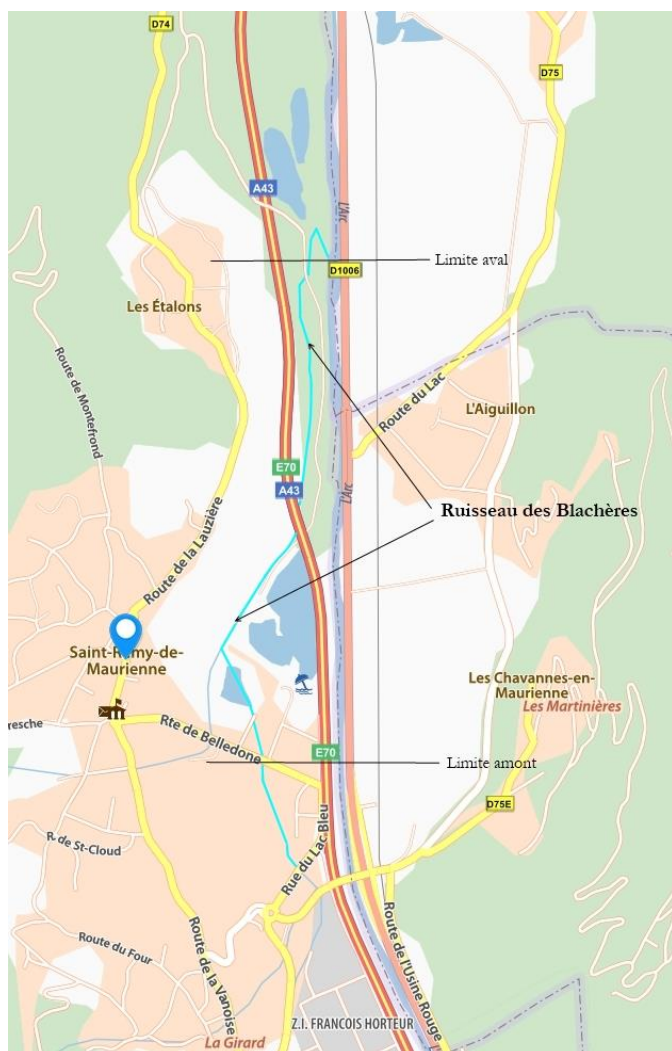 D74
D75
A43
L'Arc
Limite aval
D1006
Les Étalons
Route de Montefrond
Route du Lac
L'Aiguillon
E70
A43
L'Arc
Ruisseau des Blachères
Route de la Lauzière
Saint-Remy-de-
Maurienne
Les Chavannes-en-
Maurienne
Les Martinières
resche
Rte de Belledone
E70
Limite amont
D75E
R. de St-Cloud
Rue du Lac Bleu
Route du Four
Route de la Vanoise
Route de l'Usine Rouge
Z.I. FRANCOIS HORTEUR
La Girard